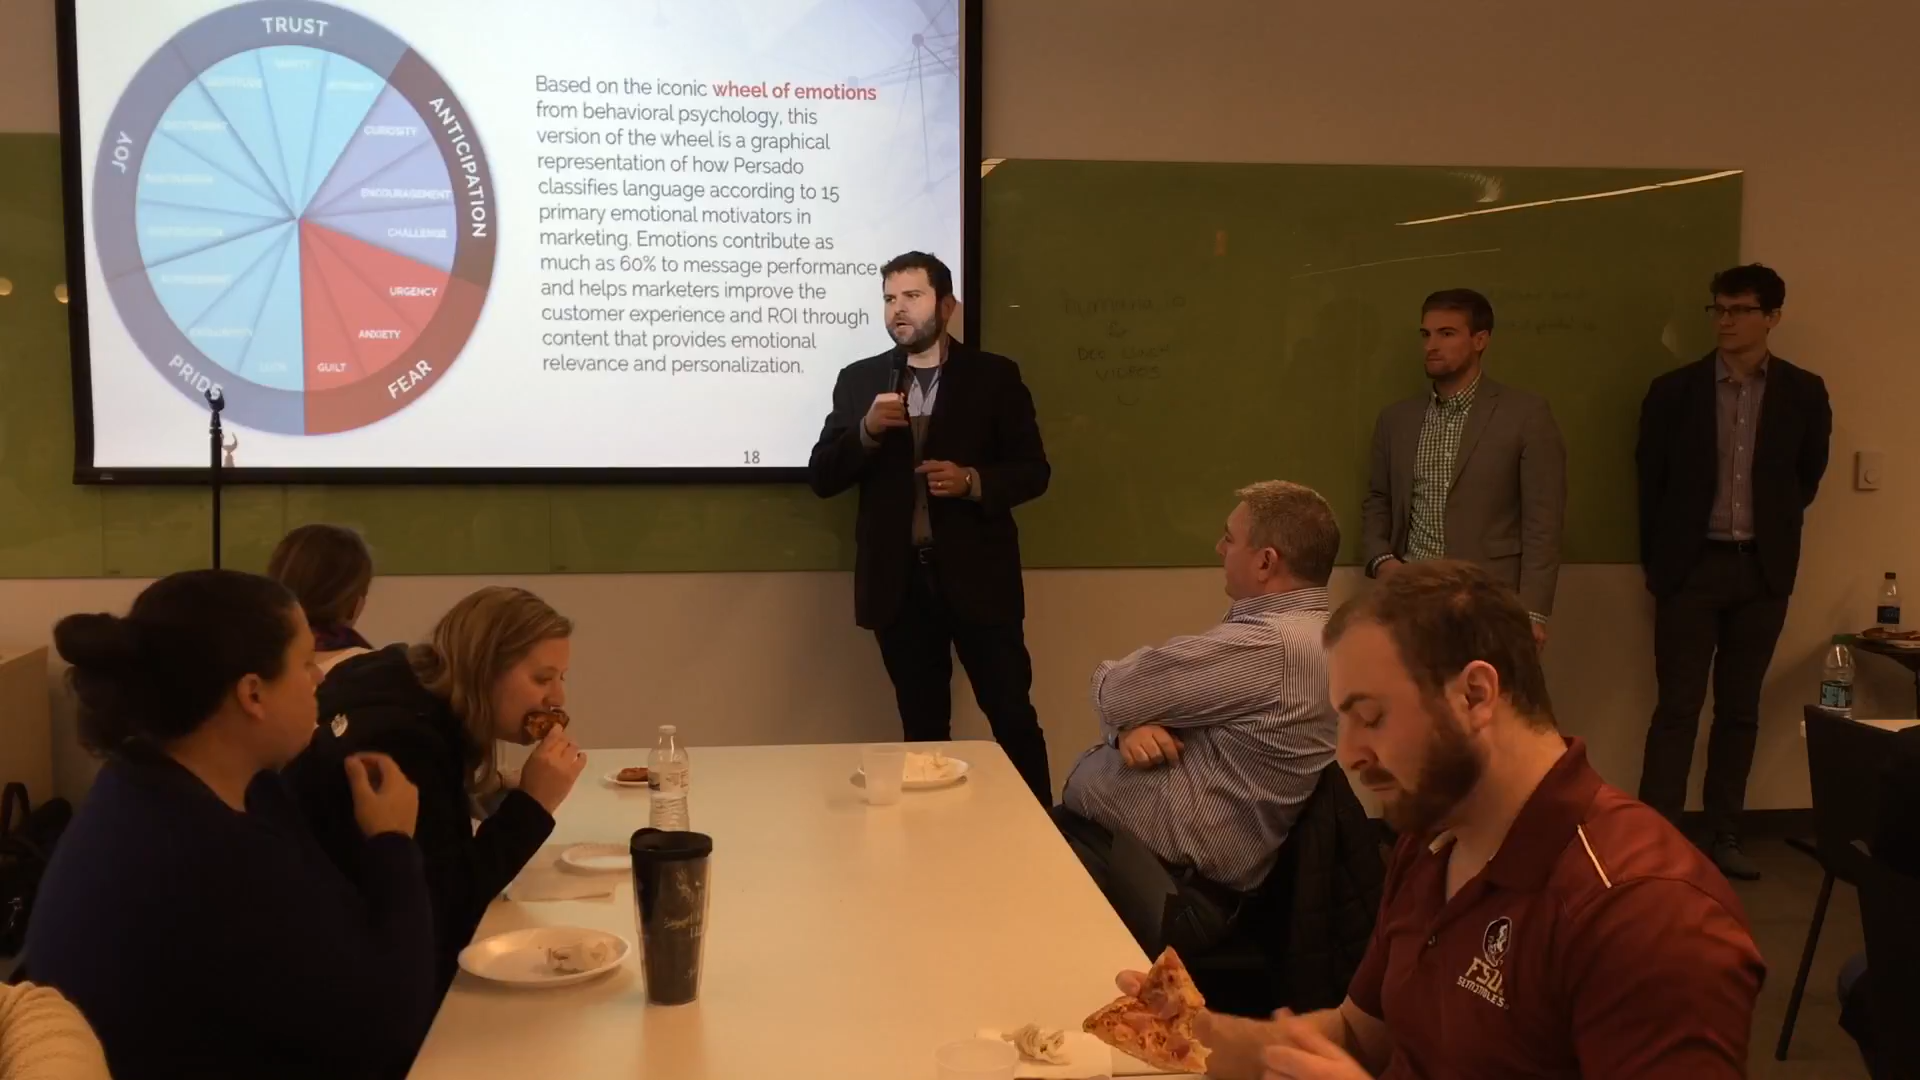 TRUST
JOY
ANTICIPATION
CURIOSITY
ENCOURAGEMENT
CHALLENGE
URGENCY
ANXIETY
GUILT
LUCK
PRIDE
FEAR
Based on the iconic wheel of emotions
from behavioral psychology, this
version of the wheel is a graphical
representation of how Persado
classifies language according to 15
primary emotional motivators in
marketing. Emotions contribute as
much as 60% to message performance
and helps marketers improve the
customer experience and ROI through
content that provides emotional
relevance and personalization.
18
FSU
SEMINOLES